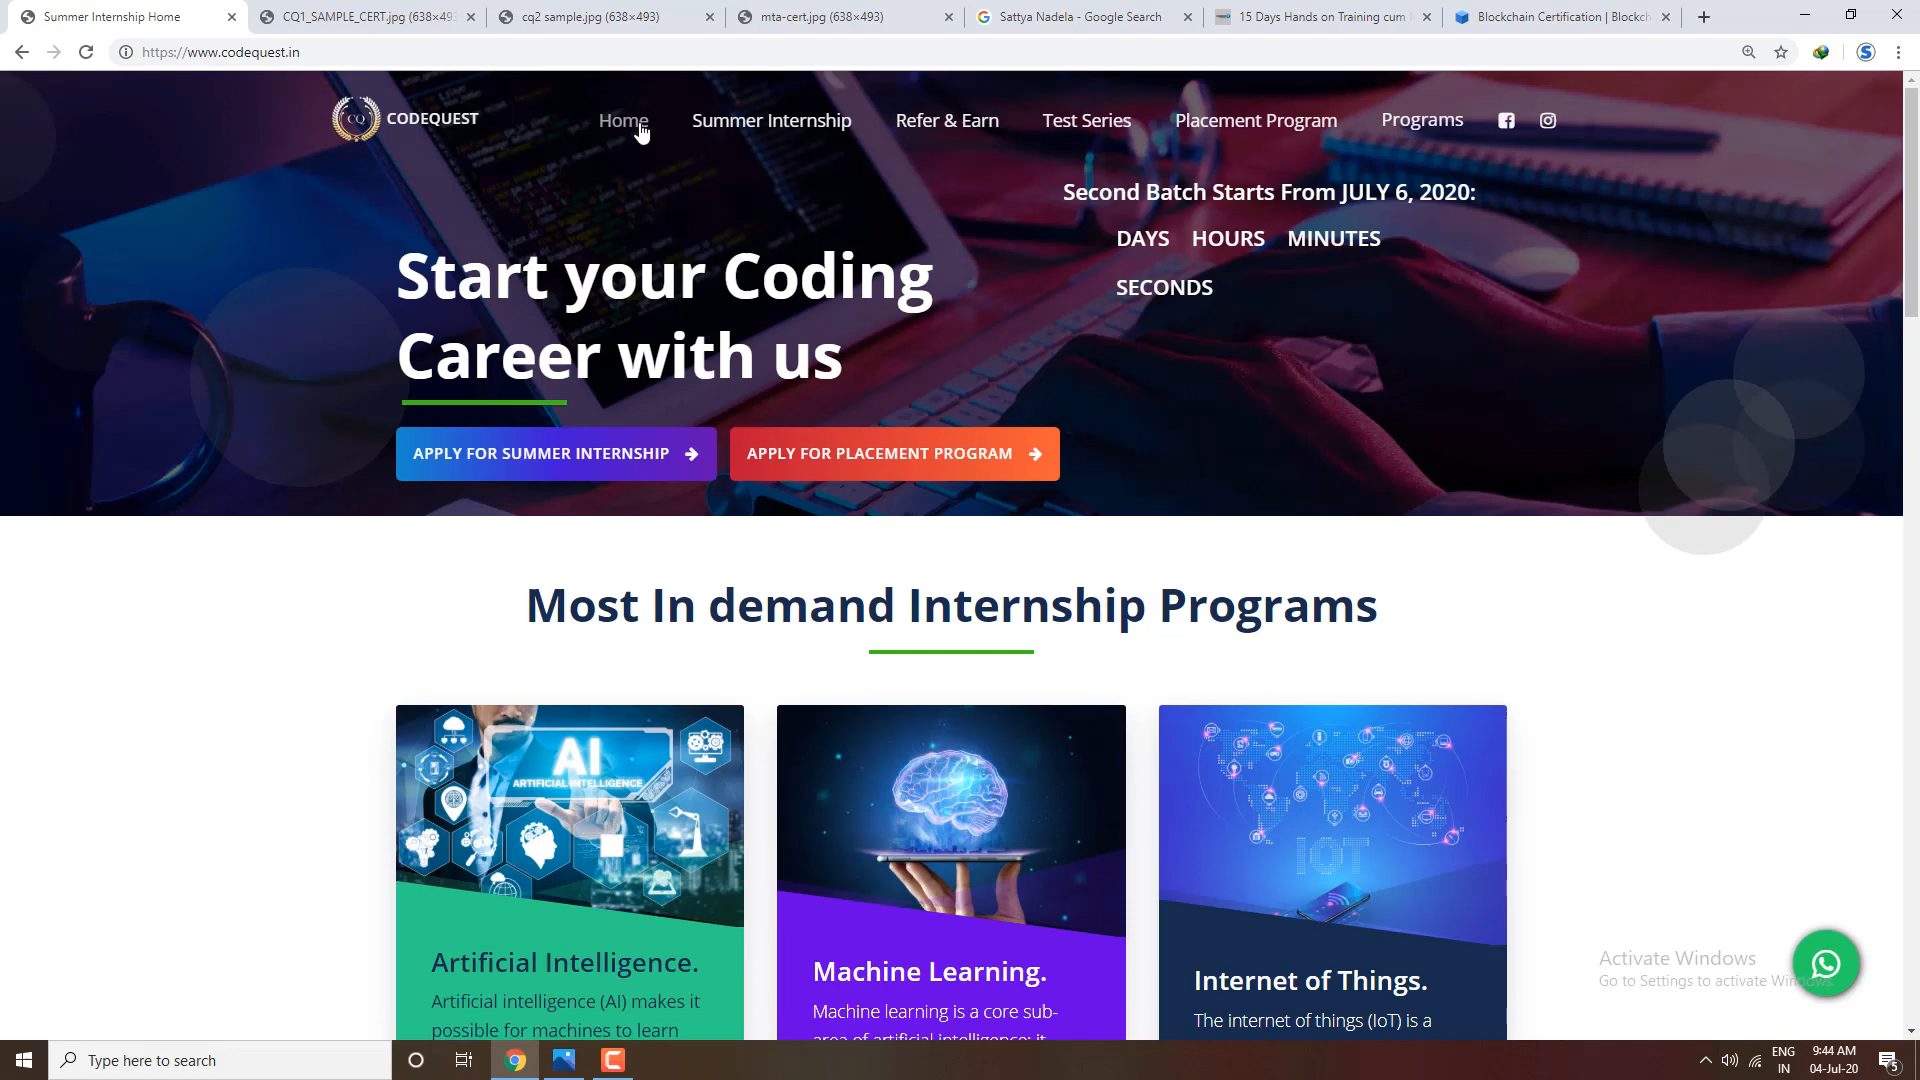 Summer Internship Home
CQ1_SAMPLE_CERT.jpg (638×493
cq2 sample.jpg (638×493)
mta-cert.jpg (638×493)
Sattya Nadela - Google Search
15 Days Hands on Training cum
Blockchain Certification | Blockch
https://www.codequest.in
CQ
CODEQUEST
Home
Summer Internship
Refer & Earn
Test Series
Placement Program
Programs
Second Batch Starts From JULY 6, 2020:
DAYS HOURS MINUTES
SECONDS
Start your Coding
Career with us
APPLY FOR SUMMER INTERNSHIP
APPLY FOR PLACEMENT PROGRAM
Most In demand Internship Programs
AI
ARTIFICIAL INTELLIGENCE
IOT
Artificial Intelligence.
Artificial intelligence (AI) makes it
possible for machines to learn
Machine Learning.
Machine learning is a core sub-
area of artificial intelligence; it
Internet of Things.
The internet of things (IoT) is a
Activate Windows
Go to Settings to activate Windows.
Type here to search
ENG
IN
9:44 AM
04-Jul-20
5